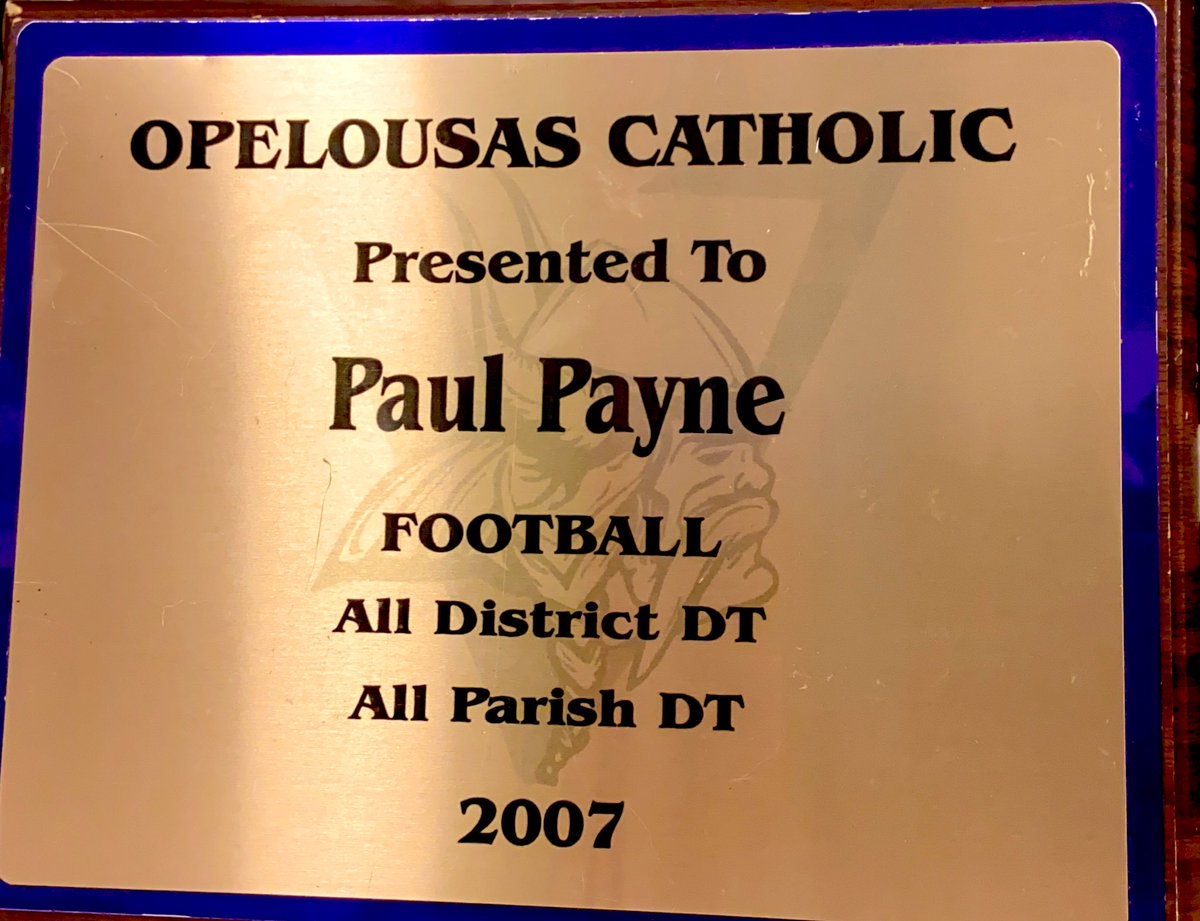 OPELOUSAS CATHOLIC
Presented To
Paul Payne
FOOTBALL
All District DT
All Parish DT
2007